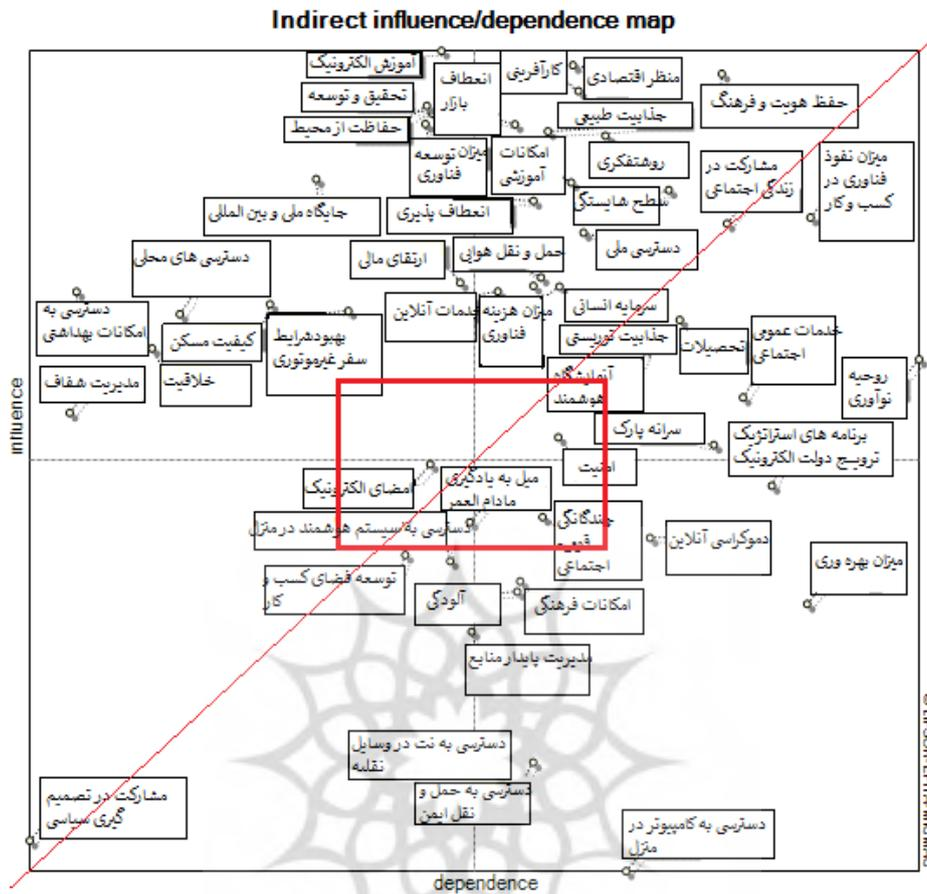 Indirect influence/dependence map
آموزش الکترونیک
انعطاف
بازار
کارآفرینی
منظر اقتصادی
تحقیق و توسعه
حفظ هویت و فرهنگ
جذابیت طبیعی
حفاظت از محیط
میزان توسعه
فناوری
امکانات
آموزشی
روشنفکری
مشارکت در
زندگی اجتماعی
میزان نفوذ
فناوری در
کسب و کار
سطح شایستگی
جایگاه ملی و بین المللی
انعطاف پذیری
دسترسی ملی
دسترسی های محلی
ارتقای مالی
حمل و نقل هوایی
دسترسی به
امکانات بهداشتی
کیفیت مسکن
بهبودشرایط
سفر غیرموتوری
خدمات آنلاین
میزان هزینه
فناوری
سرمایه انسانی
جذابیت توریستی
تحصیلات
خدمات عمومی
اجتماعی
مدیریت شفاف
خلاقیت
آزمایشگاه
هوشمند
روحیه
نوآوری
سرانه پارک
برنامه های استراتژیک
ترویج دولت الکترونیک
امنیت
امضای الکترونیک
میل به یادگیری
مادام العمر
دسترسی به سیستم هوشمند در منزل
چندگانگی
قومی
اجتماعی
دموکراسی آنلاین
میزان بهره وری
توسعه فضای کسب و
کار
آلودگی
امکانات فرهنگی
مدیریت پایدار منابع
دسترسی به نت در وسایل
نقلیه
دسترسی به حمل و
نقل ایمن
مشارکت در تصمیم
گیری سیاسی
دسترسی به کامپیوتر در
منزل
influence
dependence